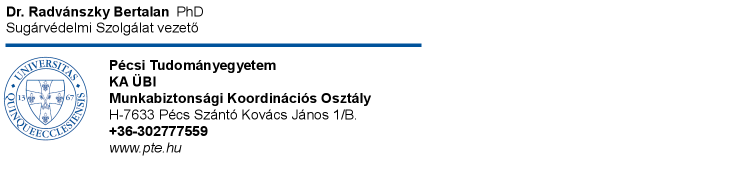 Dr. Radvánszky Bertalan PhD
Sugárvédelmi Szolgálat vezető
UNIVERSITAS
QUINQUEECCLESIENSIS
13 67
Pécsi Tudományegyetem
KA ÜBI
Munkabiztonsági Koordinációs Osztály
H-7633 Pécs Szántó Kovács János 1/B.
+36-302777559
www.pte.hu